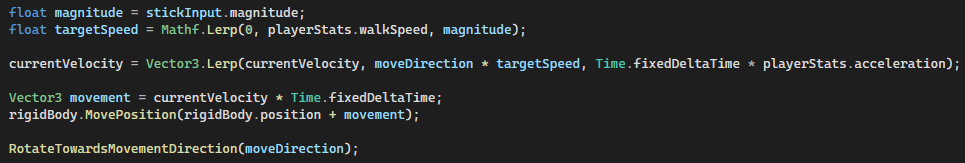 float magnitude = stickInput.magnitude;
float targetSpeed = Mathf.Lerp(0, playerStats.walkSpeed, magnitude);
currentVelocity = Vector3.Lerp(currentVelocity, moveDirection * targetSpeed, Time.fixedDeltaTime * playerStats.acceleration);
Vector3 movement = currentVelocity * Time.fixedDeltaTime;
rigidBody.MovePosition(rigidBody.position + movement);
RotateTowardsMovementDirection(moveDirection);